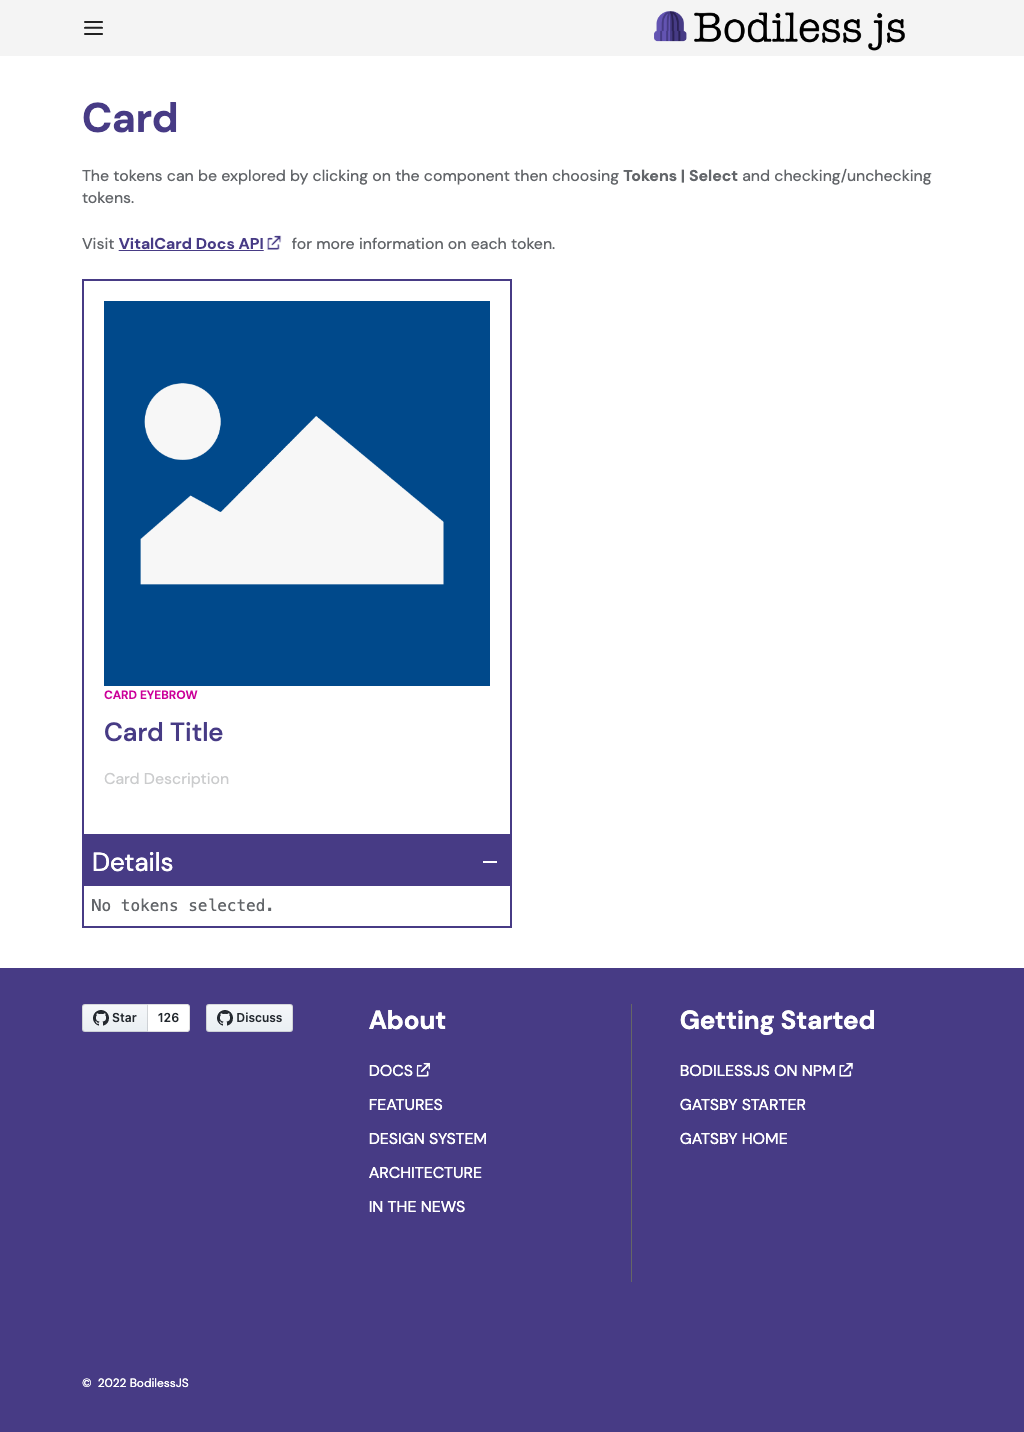 Bodiless js
Card
The tokens can be explored by clicking on the component then choosing Tokens | Select and checking/unchecking
tokens.
Visit VitalCard Docs API for more information on each token.
CARD EYEBROW
Card Title
Card Description
Details
No tokens selected.
Star 126 Discuss
About
DOCS
FEATURES
DESIGN SYSTEM
ARCHITECTURE
IN THE NEWS
Getting Started
BODILESSJS ON NPM
GATSBY STARTER
GATSBY HOME
© 2022 BodilessJS